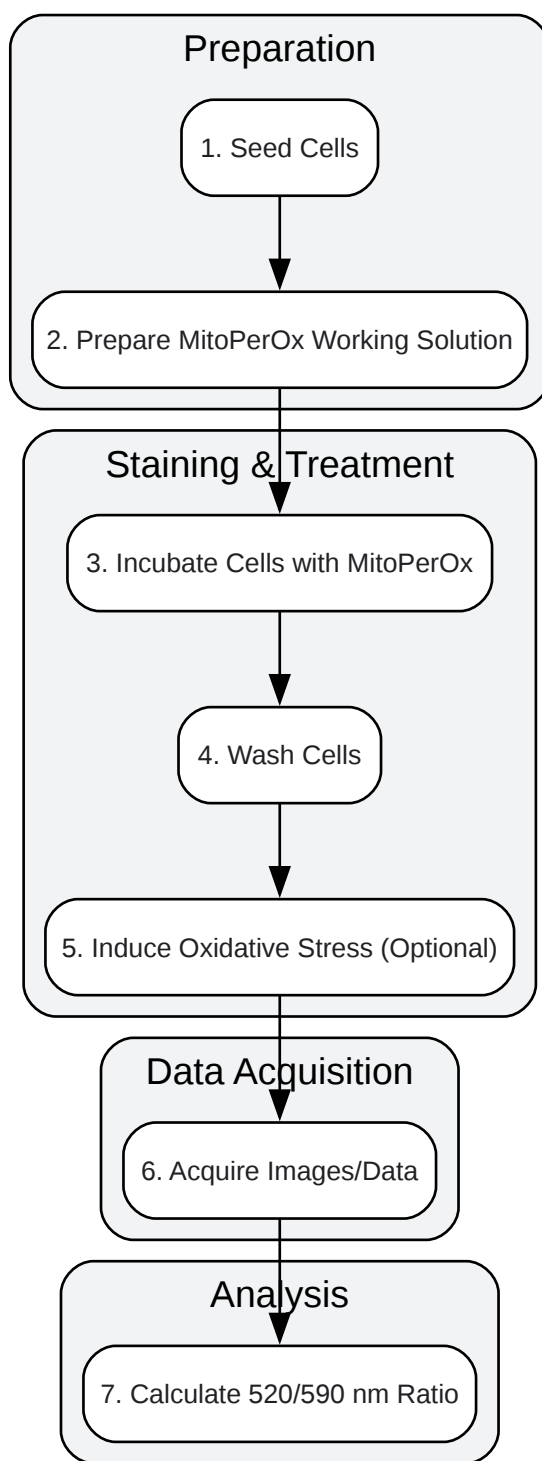 Preparation
1. Seed Cells
2. Prepare MitoPerOx Working Solution
Staining & Treatment
3. Incubate Cells with MitoPerOx
4. Wash Cells
5. Induce Oxidative Stress (Optional)
Data Acquisition
6. Acquire Images/Data
Analysis
7. Calculate 520/590 nm Ratio